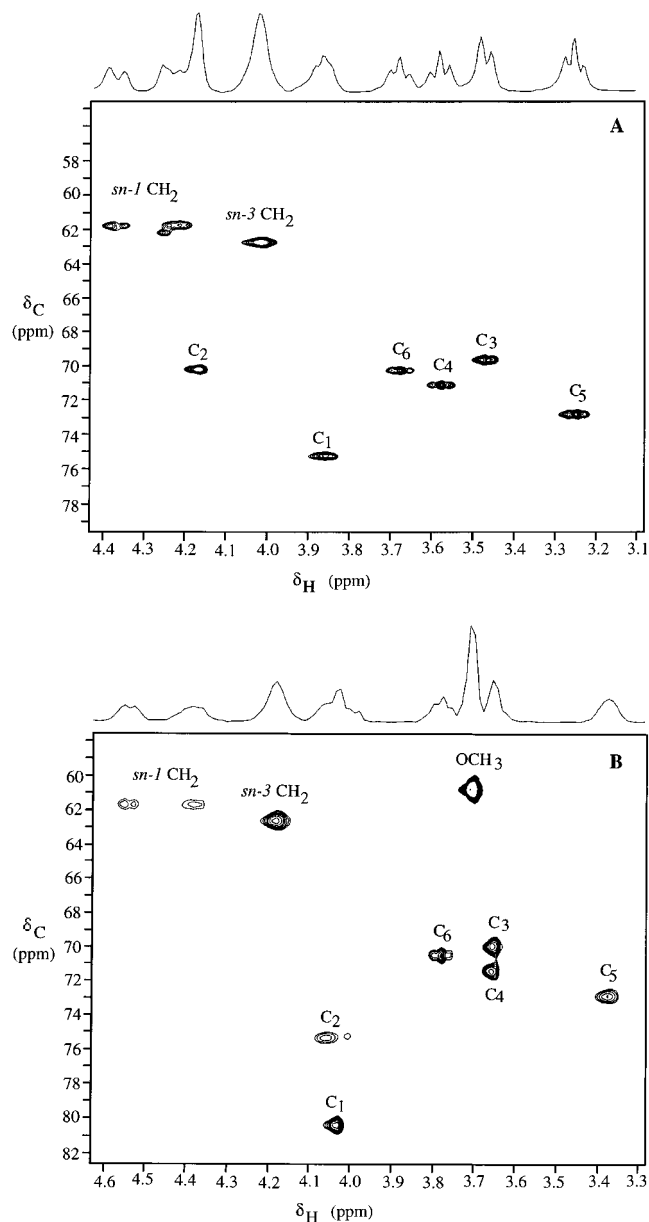 A
58
60
sn-1 CH2
sn-3 CH2
62
64
δC
(ppm)
66
68
C2
C6
C4
C3
70
72
C5
74
C1
76
78
4.4 4.3 4.2 4.1 4.0 3.9 3.8 3.7 3.6 3.5 3.4 3.3 3.2 3.1
δH (ppm)
B
OCH3
60
sn-1 CH2
sn-3 CH2
62
64
66
δC
(ppm)
68
C6
C3
70
72
C4
C5
74
C2
76
78
C1
80
82
4.6 4.5 4.4 4.3 4.2 4.1 4.0 3.9 3.8 3.7 3.6 3.5 3.4 3.3
δH (ppm)